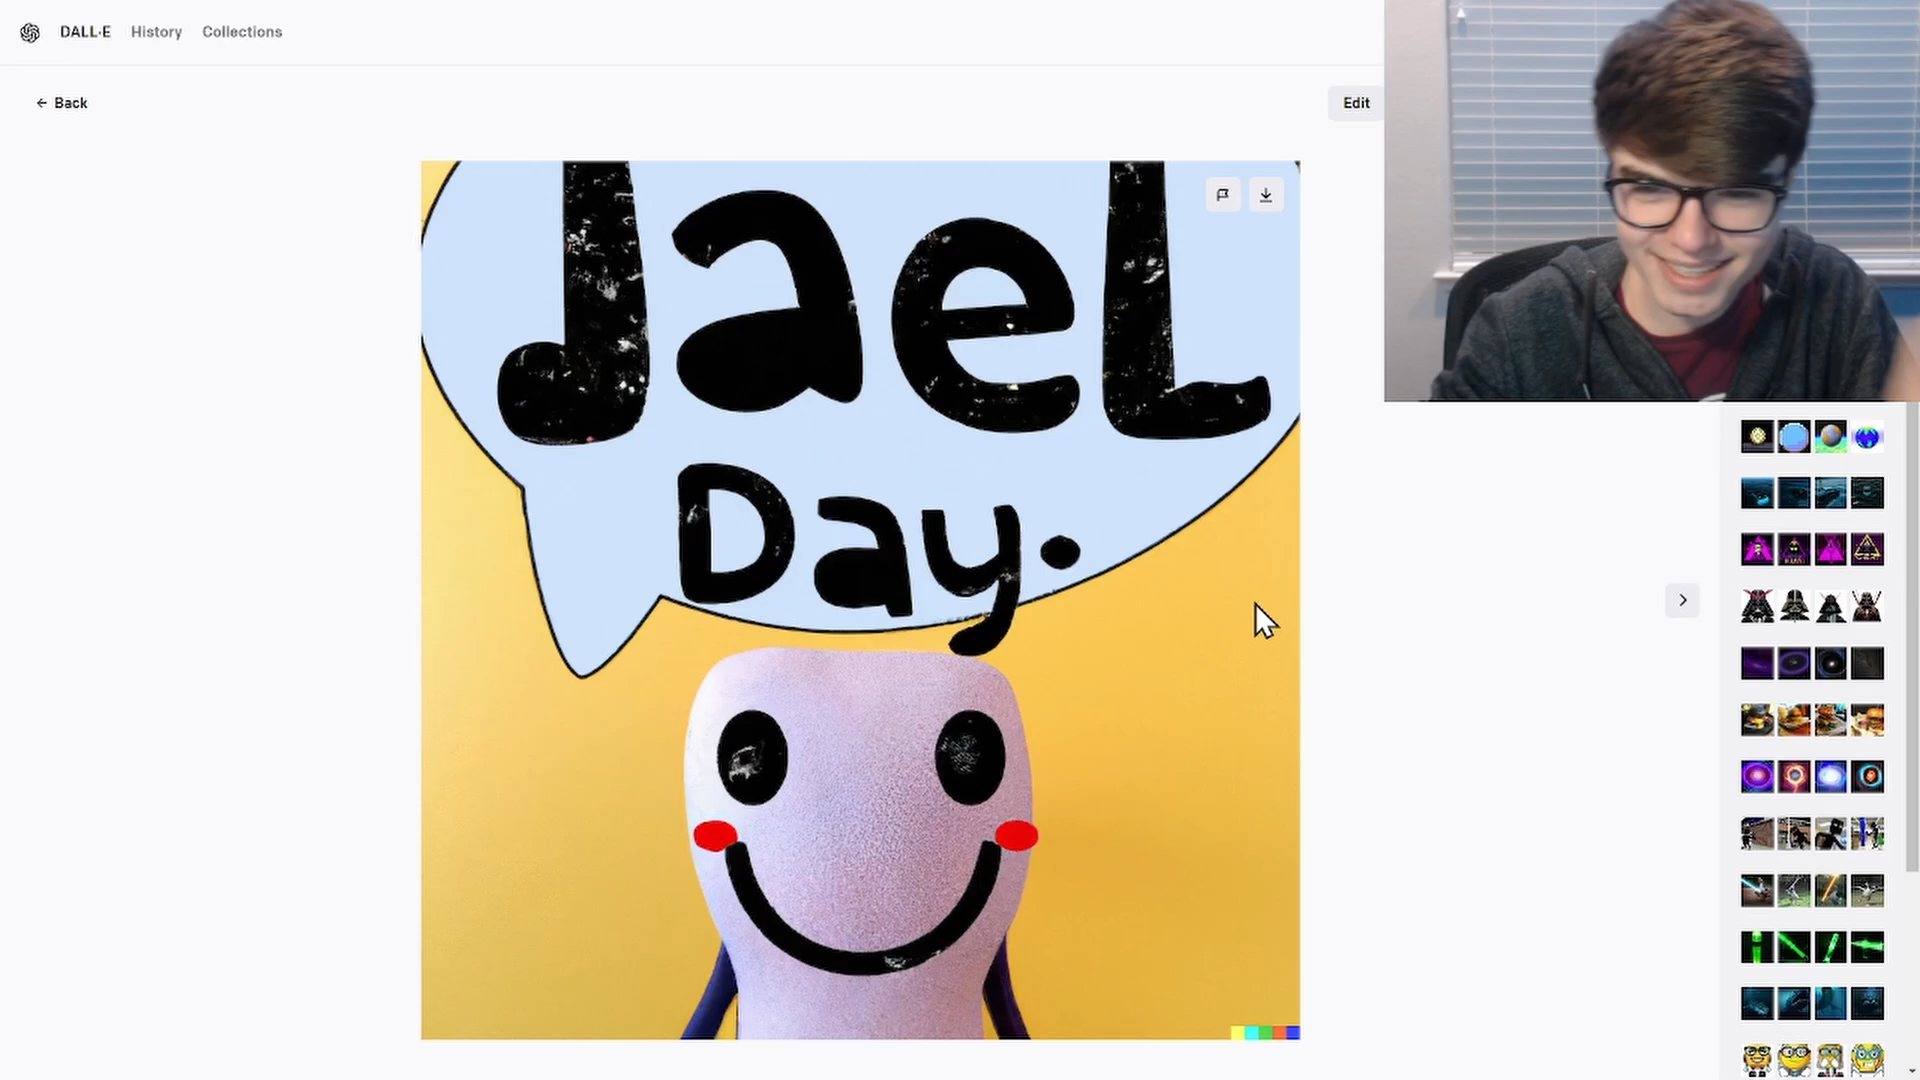 DALL·E History Collections
← Back
Edit
Jael
Day.